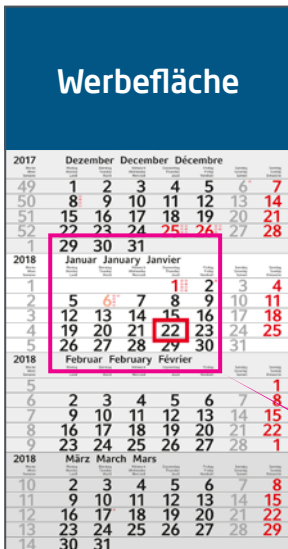 Werbefläche
2017 Dezember December Décembre
49 1 2 3 4 5 6 7
50 8 9 10 11 12 13 14
51 15 16 17 18 19 20 21
52 22 23 24 25 26 27 28
1 29 30 31
2018 Januar January Janvier
1 1 2 3 4
2 5 6 7 8 9 10 11
3 12 13 14 15 16 17 18
4 19 20 21 22 23 24 25
5 26 27 28 29 30 31
2018 Februar February Février
5 1
6 2 3 4 5 6 7 8
7 9 10 11 12 13 14 15
8 16 17 18 19 20 21 22
9 23 24 25 26 27 28 1
2018 März March Mars
10 2 3 4 5 6 7 8
11 9 10 11 12 13 14 15
12 16 17 18 19 20 21 22
13 23 24 25 26 27 28 29
14 30 31